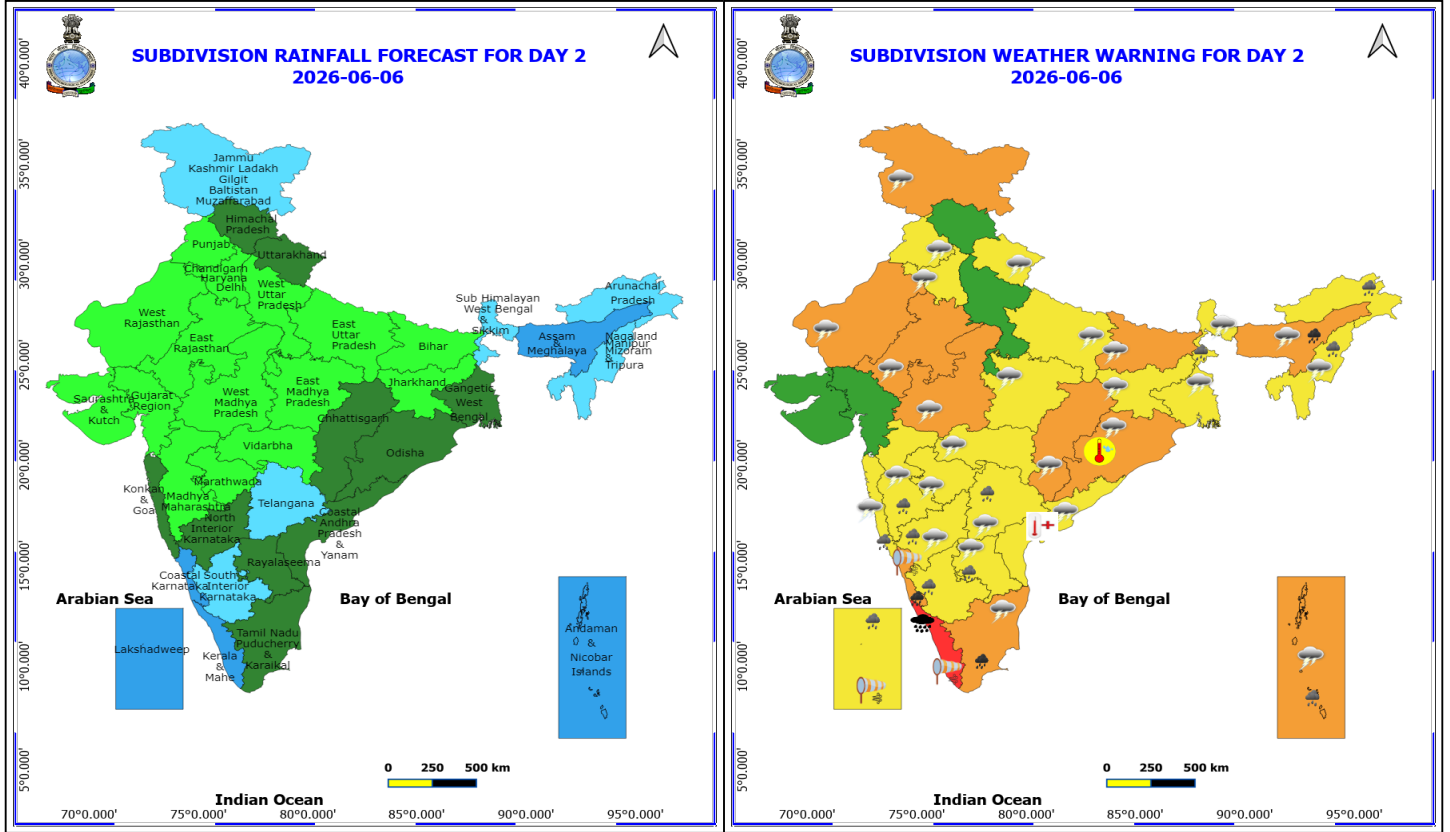 SUBDIVISION RAINFALL FORECAST FOR DAY 2
2026-06-06
40°0.000'
35°0.000'
30°0.000'
25°0.000'
20°0.000'
15°0.000'
10°0.000'
5°0.000'
Jammu
Kashmir Ladakh
Gilgit
Baltistan
Muzaffarabad
Himachal
Pradesh
Punjab
Uttarakhand
Chandigarh
Haryana
Delhi
West
Uttar
Pradesh
West
Rajasthan
East
Rajasthan
East
Uttar
Pradesh
Bihar
Sub Himalayan
West Bengal
&
Sikkim
Arunachal
Pradesh
Assam
&
Meghalaya
Nagaland
Manipur
Mizoram
&
Tripura
Saurashtra
&
Kutch
Gujarat
Region
West
Madhya
Pradesh
East
Madhya
Pradesh
Jharkhand
Gangetic
West
Bengal
Chhattisgarh
Odisha
Vidarbha
Konkan
&
Goa
Madhya
Maharashtra
Marathwada
Telangana
North
Interior
Karnataka
Coastal
Andhra
Pradesh
&
Yanam
Rayalaseema
Coastal
Karnataka
South
Interior
Karnataka
Tamil Nadu
Puducherry
&
Karaikal
Kerala
&
Mahe
Lakshadweep
Andaman
&
Nicobar
Islands
Arabian Sea
Bay of Bengal
0 250 500 km
Indian Ocean
70°0.000' 75°0.000' 80°0.000' 85°0.000' 90°0.000' 95°0.000'
SUBDIVISION WEATHER WARNING FOR DAY 2
2026-06-06
40°0.000'
35°0.000'
30°0.000'
25°0.000'
20°0.000'
15°0.000'
10°0.000'
5°0.000'
Arabian Sea
Bay of Bengal
0 250 500 km
Indian Ocean
70°0.000' 75°0.000' 80°0.000' 85°0.000' 90°0.000' 95°0.000'